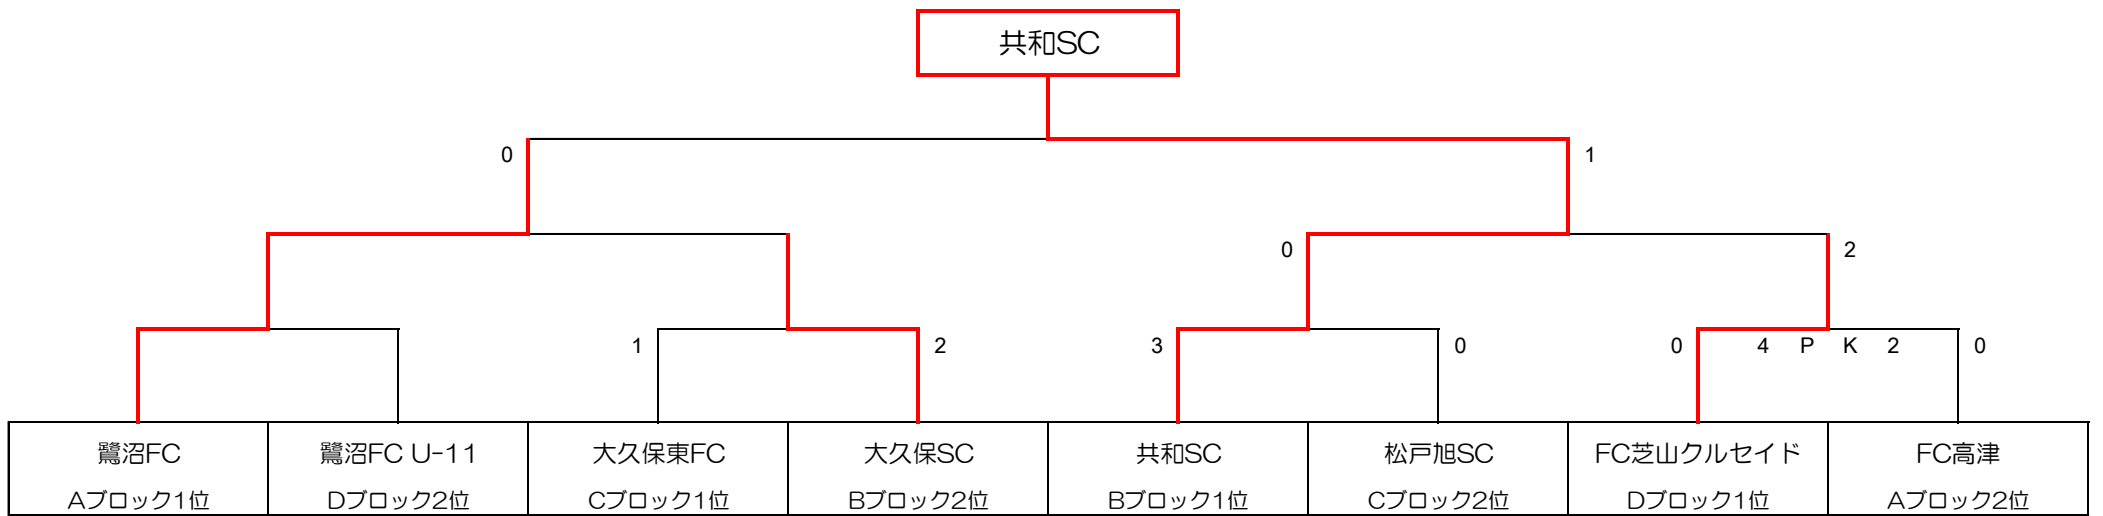 共和SC
0 1
0 2
1 2 3 0 0 4 P K 2 0
鷺沼FC 鷺沼FC U-11 大久保東FC 大久保SC 共和SC 松戸旭SC FC芝山クルセイド FC高津
Aブロック1位 Dブロック2位 Cブロック1位 Bブロック2位 Bブロック1位 Cブロック2位 Dブロック1位 Aブロック2位